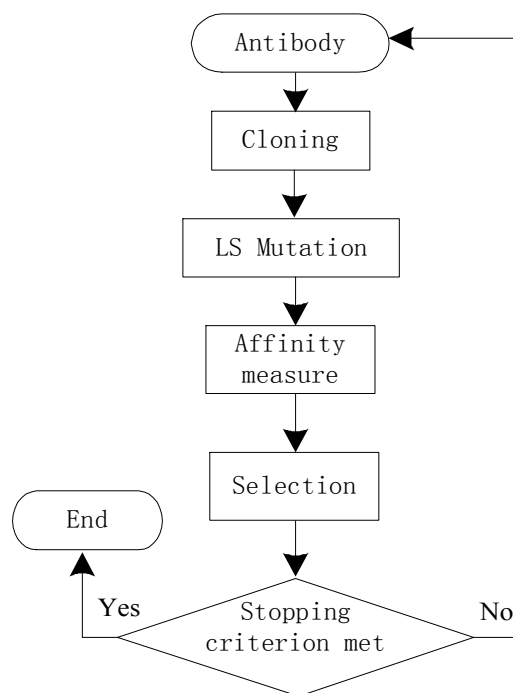 Antibody
Cloning
LS Mutation
Affinity
measure
Selection
End
Yes
Stopping
criterion met
No